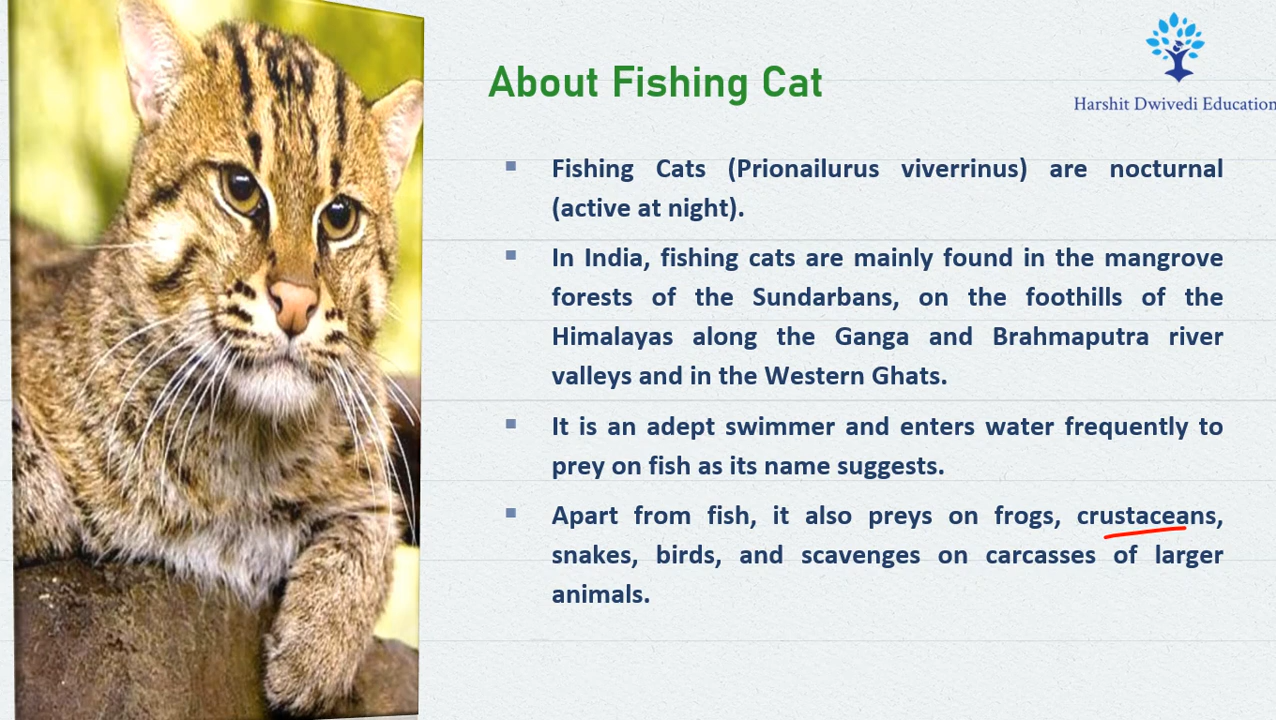 About Fishing Cat
Harshit Dwivedi Education
▪ Fishing Cats (Prionailurus viverrinus) are nocturnal
(active at night).
▪ In India, fishing cats are mainly found in the mangrove
forests of the Sundarbans, on the foothills of the
Himalayas along the Ganga and Brahmaputra river
valleys and in the Western Ghats.
▪ It is an adept swimmer and enters water frequently to
prey on fish as its name suggests.
▪ Apart from fish, it also preys on frogs, crustaceans,
snakes, birds, and scavenges on carcasses of larger
animals.